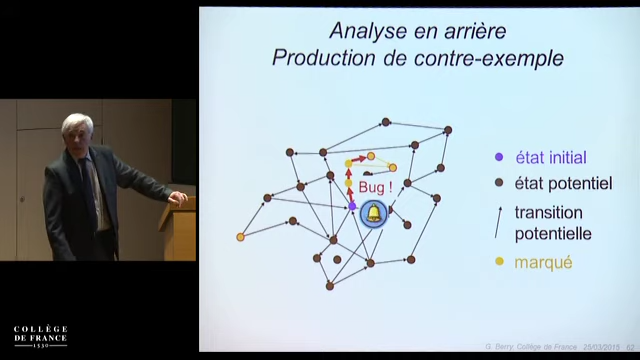 Analyse en arrière
Production de contre-exemple
Bug !
état initial
état potentiel
transition
potentielle
marqué
COLLÈGE
DE FRANCE
1530
G. Berry, Collège de France 25/03/2015 62